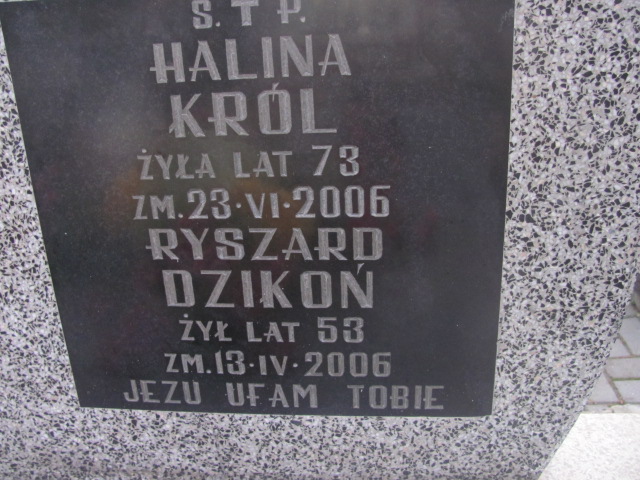 Ś. T P.
HALINA
KRÓL
ŻYŁA LAT 73
ZM. 23·VI·2006
RYSZARD
DZIKOŃ
ŻYŁ LAT 53
ZM. 13·IV·2006
JEZU UFAM TOBIE